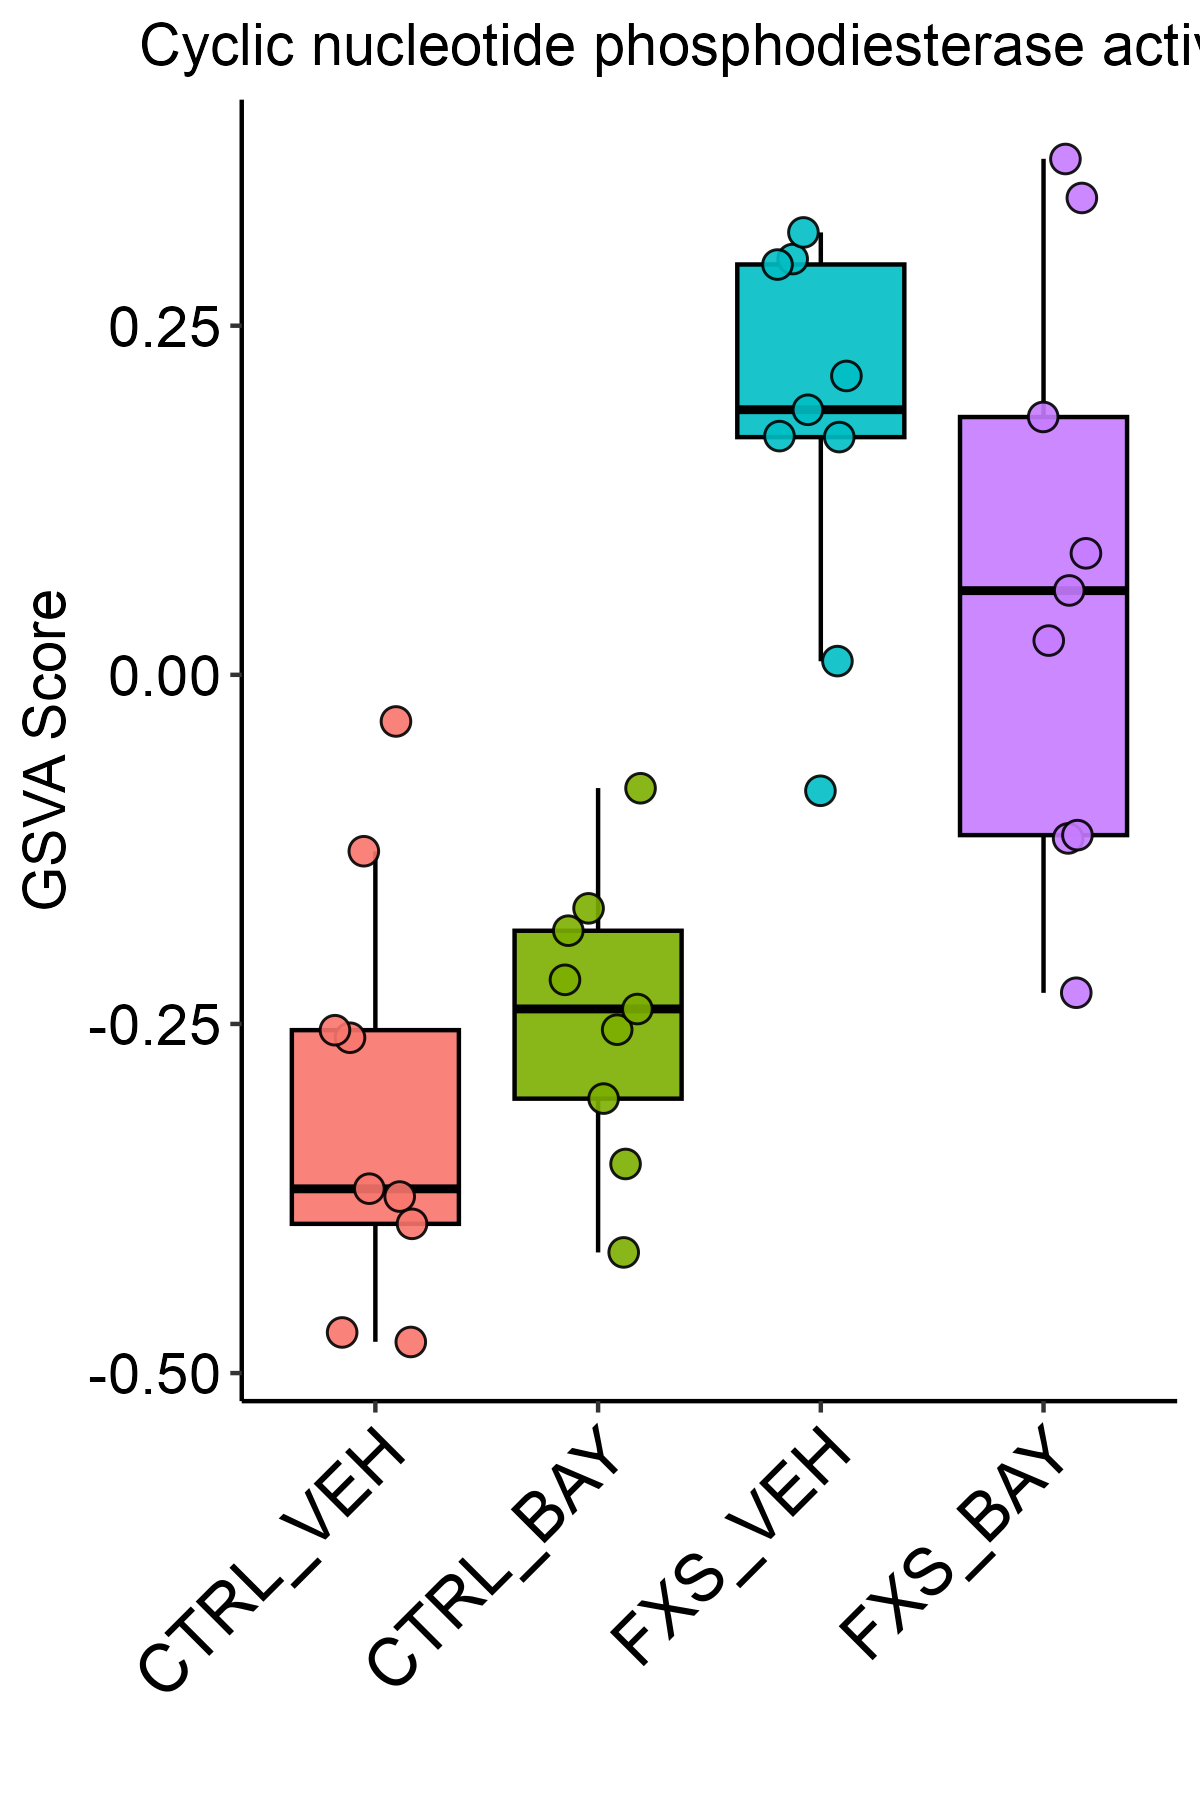 Cyclic nucleotide phosphodiesterase activ
GSVA Score
0.25
0.00
-0.25
-0.50
CTRL_VEH
CTRL_BAY
FXS_VEH
FXS_BAY